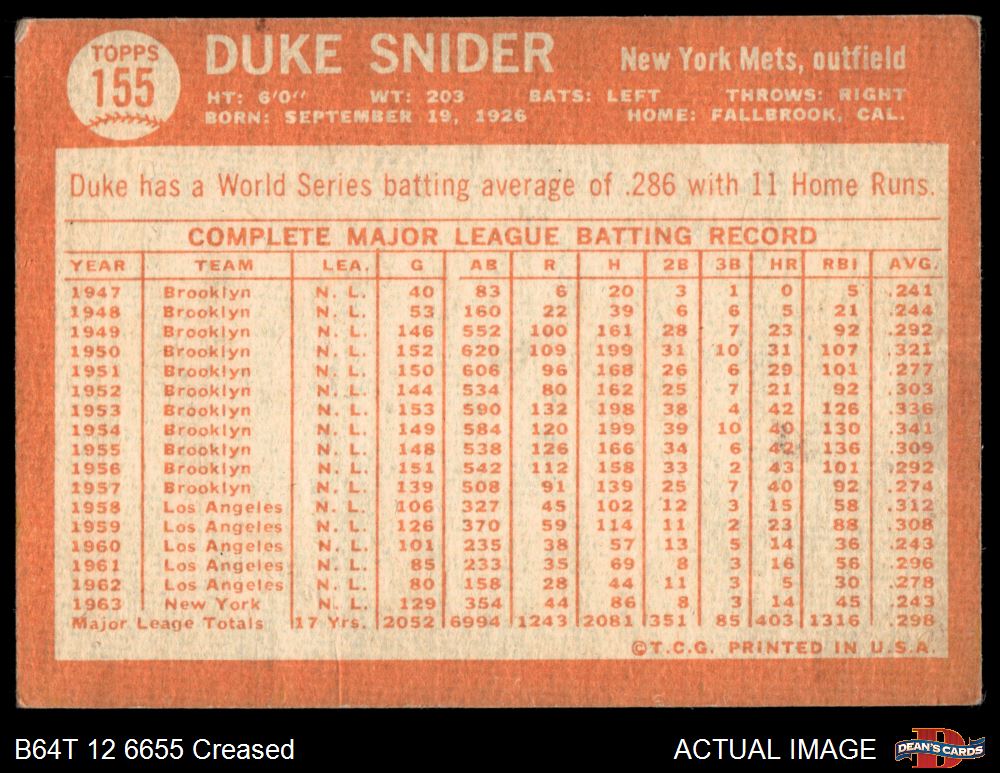 TOPPS
155
DUKE SNIDER
New York Mets, outfield
HT: 6'0" WT: 203 BATS: LEFT THROWS: RIGHT
BORN: SEPTEMBER 19, 1926 HOME: FALLBROOK, CAL.
Duke has a World Series batting average of .286 with 11 Home Runs.
COMPLETE MAJOR LEAGUE BATTING RECORD
YEAR TEAM LEA. G AB R H 2B 3B HR RBI AVG.
1947 Brooklyn N. L. 40 83 6 20 3 1 0 5 .241
1948 Brooklyn N. L. 53 160 22 39 6 6 5 21 .244
1949 Brooklyn N. L. 146 552 100 161 28 7 23 92 .292
1950 Brooklyn N. L. 152 620 109 199 31 10 31 107 .321
1951 Brooklyn N. L. 150 606 96 168 26 6 29 101 .277
1952 Brooklyn N. L. 144 534 80 162 25 7 21 92 .303
1953 Brooklyn N. L. 153 590 132 198 38 4 42 126 .336
1954 Brooklyn N. L. 149 584 120 199 39 10 40 130 .341
1955 Brooklyn N. L. 148 538 126 166 34 6 42 136 .309
1956 Brooklyn N. L. 151 542 112 158 33 2 43 101 .292
1957 Brooklyn N. L. 139 508 91 139 25 7 40 92 .274
1958 Los Angeles N. L. 106 327 45 102 12 3 15 58 .312
1959 Los Angeles N. L. 126 370 59 114 11 2 23 88 .308
1960 Los Angeles N. L. 101 235 38 57 13 5 14 36 .243
1961 Los Angeles N. L. 85 233 35 69 8 3 16 56 .296
1962 Los Angeles N. L. 80 158 28 44 11 3 5 30 .278
1963 New York N. L. 129 354 44 86 8 3 14 45 .243
Major Leage Totals 17 Yrs. 2052 6994 1243 2081 351 85 403 1316 .298
©T.C.G. PRINTED IN U.S.A.
B64T 12 6655 Creased ACTUAL IMAGE
D
DEAN'S CARDS